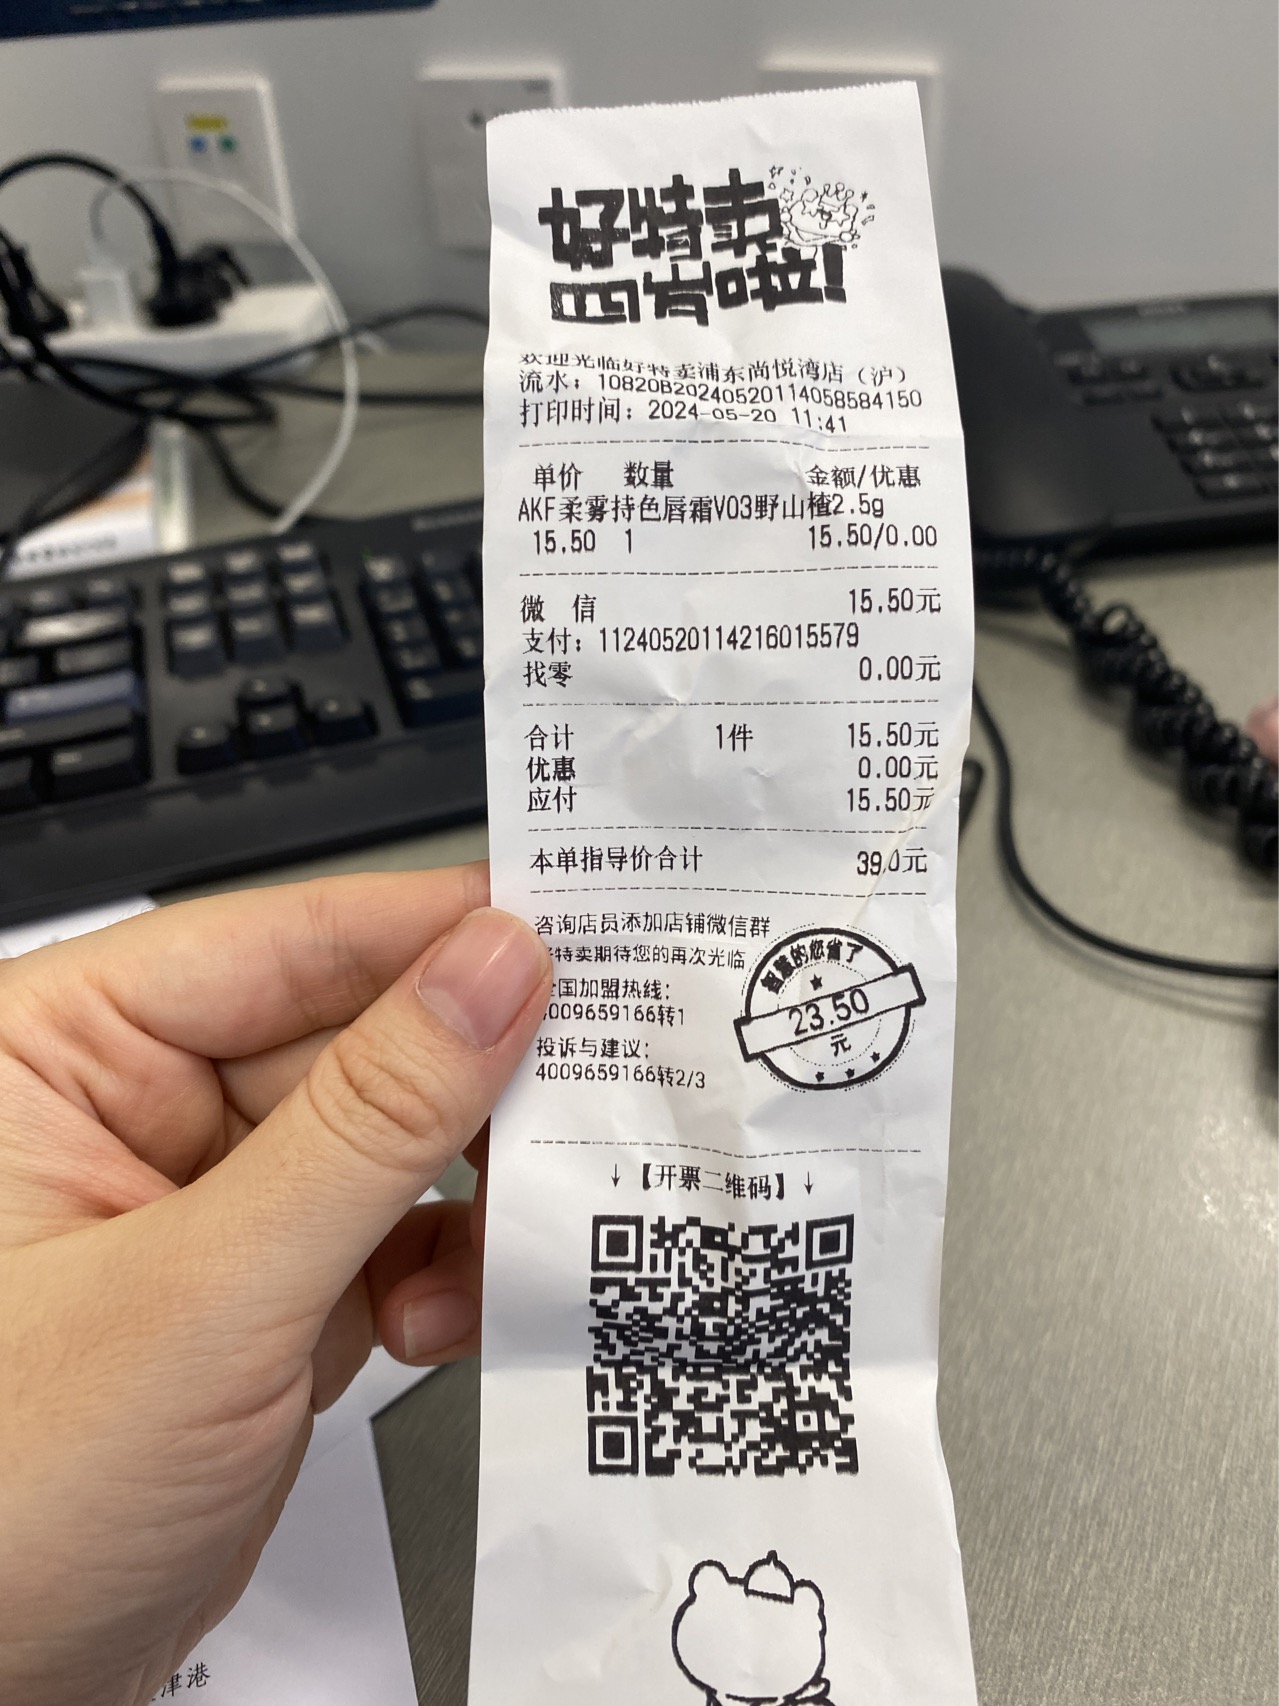 好特卖
四岁啦!
欢迎光临好特卖浦东尚悦湾店（沪）
流水：10820B20240520114058584150
打印时间：2024-05-20 11:41
单价 数量 金额/优惠
AKF柔雾持色唇霜V03野山楂2.5g
15.50 1 15.50/0.00
微 信 15.50元
支付：11240520114216015579
找零 0.00元
合计 1件 15.50元
优惠 0.00元
应付 15.50元
本单指导价合计 39.0元
咨询店员添加店铺微信群
好特卖期待您的再次光临
全国加盟热线：
4009659166转1
投诉与建议：
4009659166转2/3
智慧的您省了
23.50
元
↓【开票二维码】↓
津港